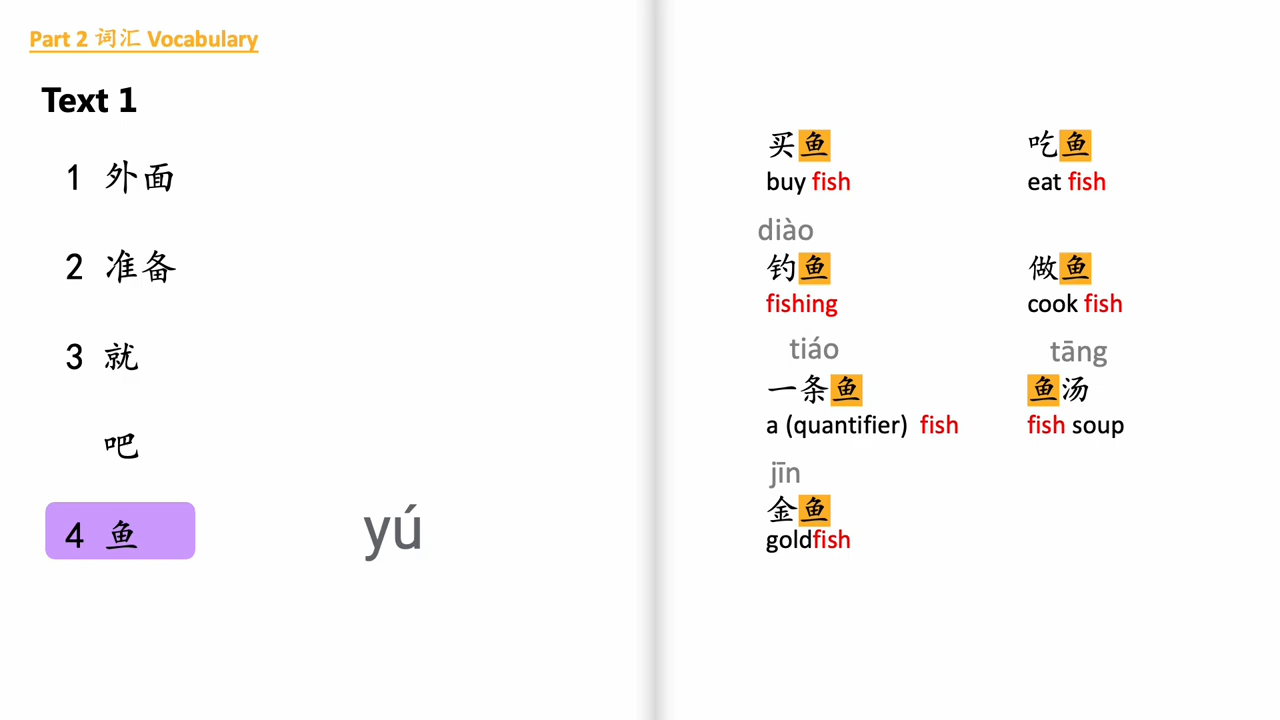 Part 2 词汇 Vocabulary
Text 1
1 外面
2 准备
3 就
吧
4 鱼
yú
买鱼
buy fish
吃鱼
eat fish
diào
钓鱼
fishing
做鱼
cook fish
tiáo
一条鱼
a (quantifier) fish
tāng
鱼汤
fish soup
jīn
金鱼
goldfish